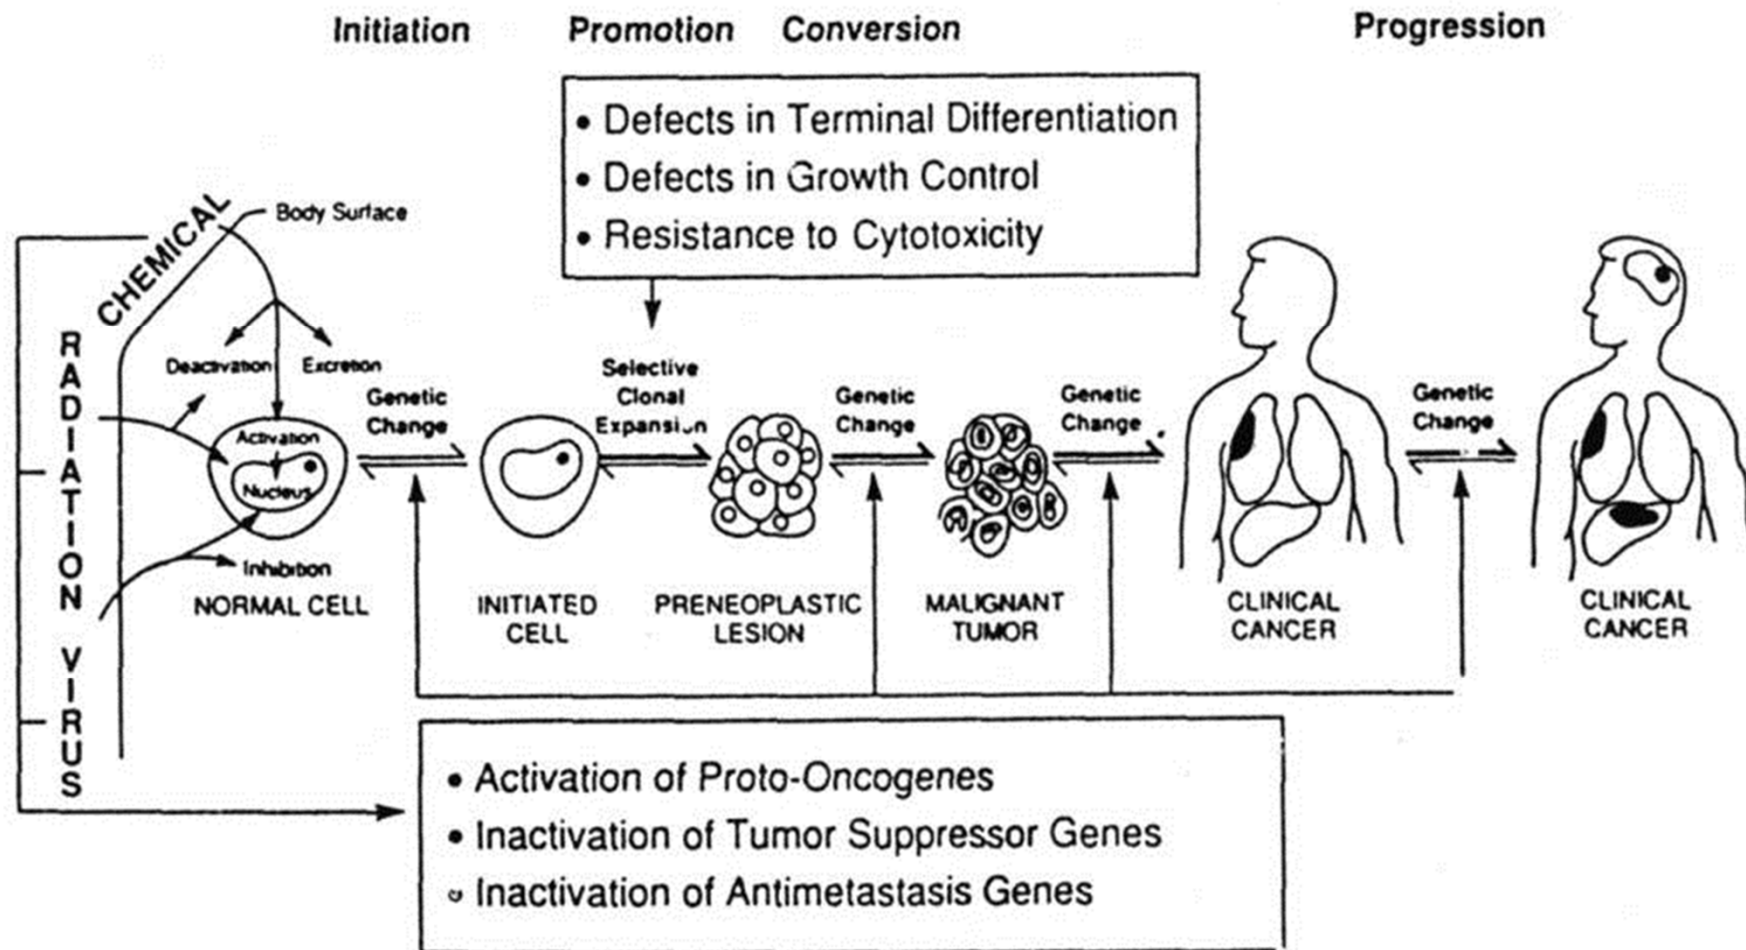 Initiation Promotion Conversion Progression
• Defects in Terminal Differentiation
• Defects in Growth Control
• Resistance to Cytotoxicity
CHEMICAL
Body Surface
RADIATION VIRUS
Deactivation
Excretion
Activation
Nucleus
Inhibition
NORMAL CELL
Genetic
Change
INITIATED
CELL
Selective
Clonal
Expansion
PRENEOPLASTIC
LESION
Genetic
Change
MALIGNANT
TUMOR
Genetic
Change
CLINICAL
CANCER
Genetic
Change
CLINICAL
CANCER
• Activation of Proto-Oncogenes
• Inactivation of Tumor Suppressor Genes
• Inactivation of Antimetastasis Genes